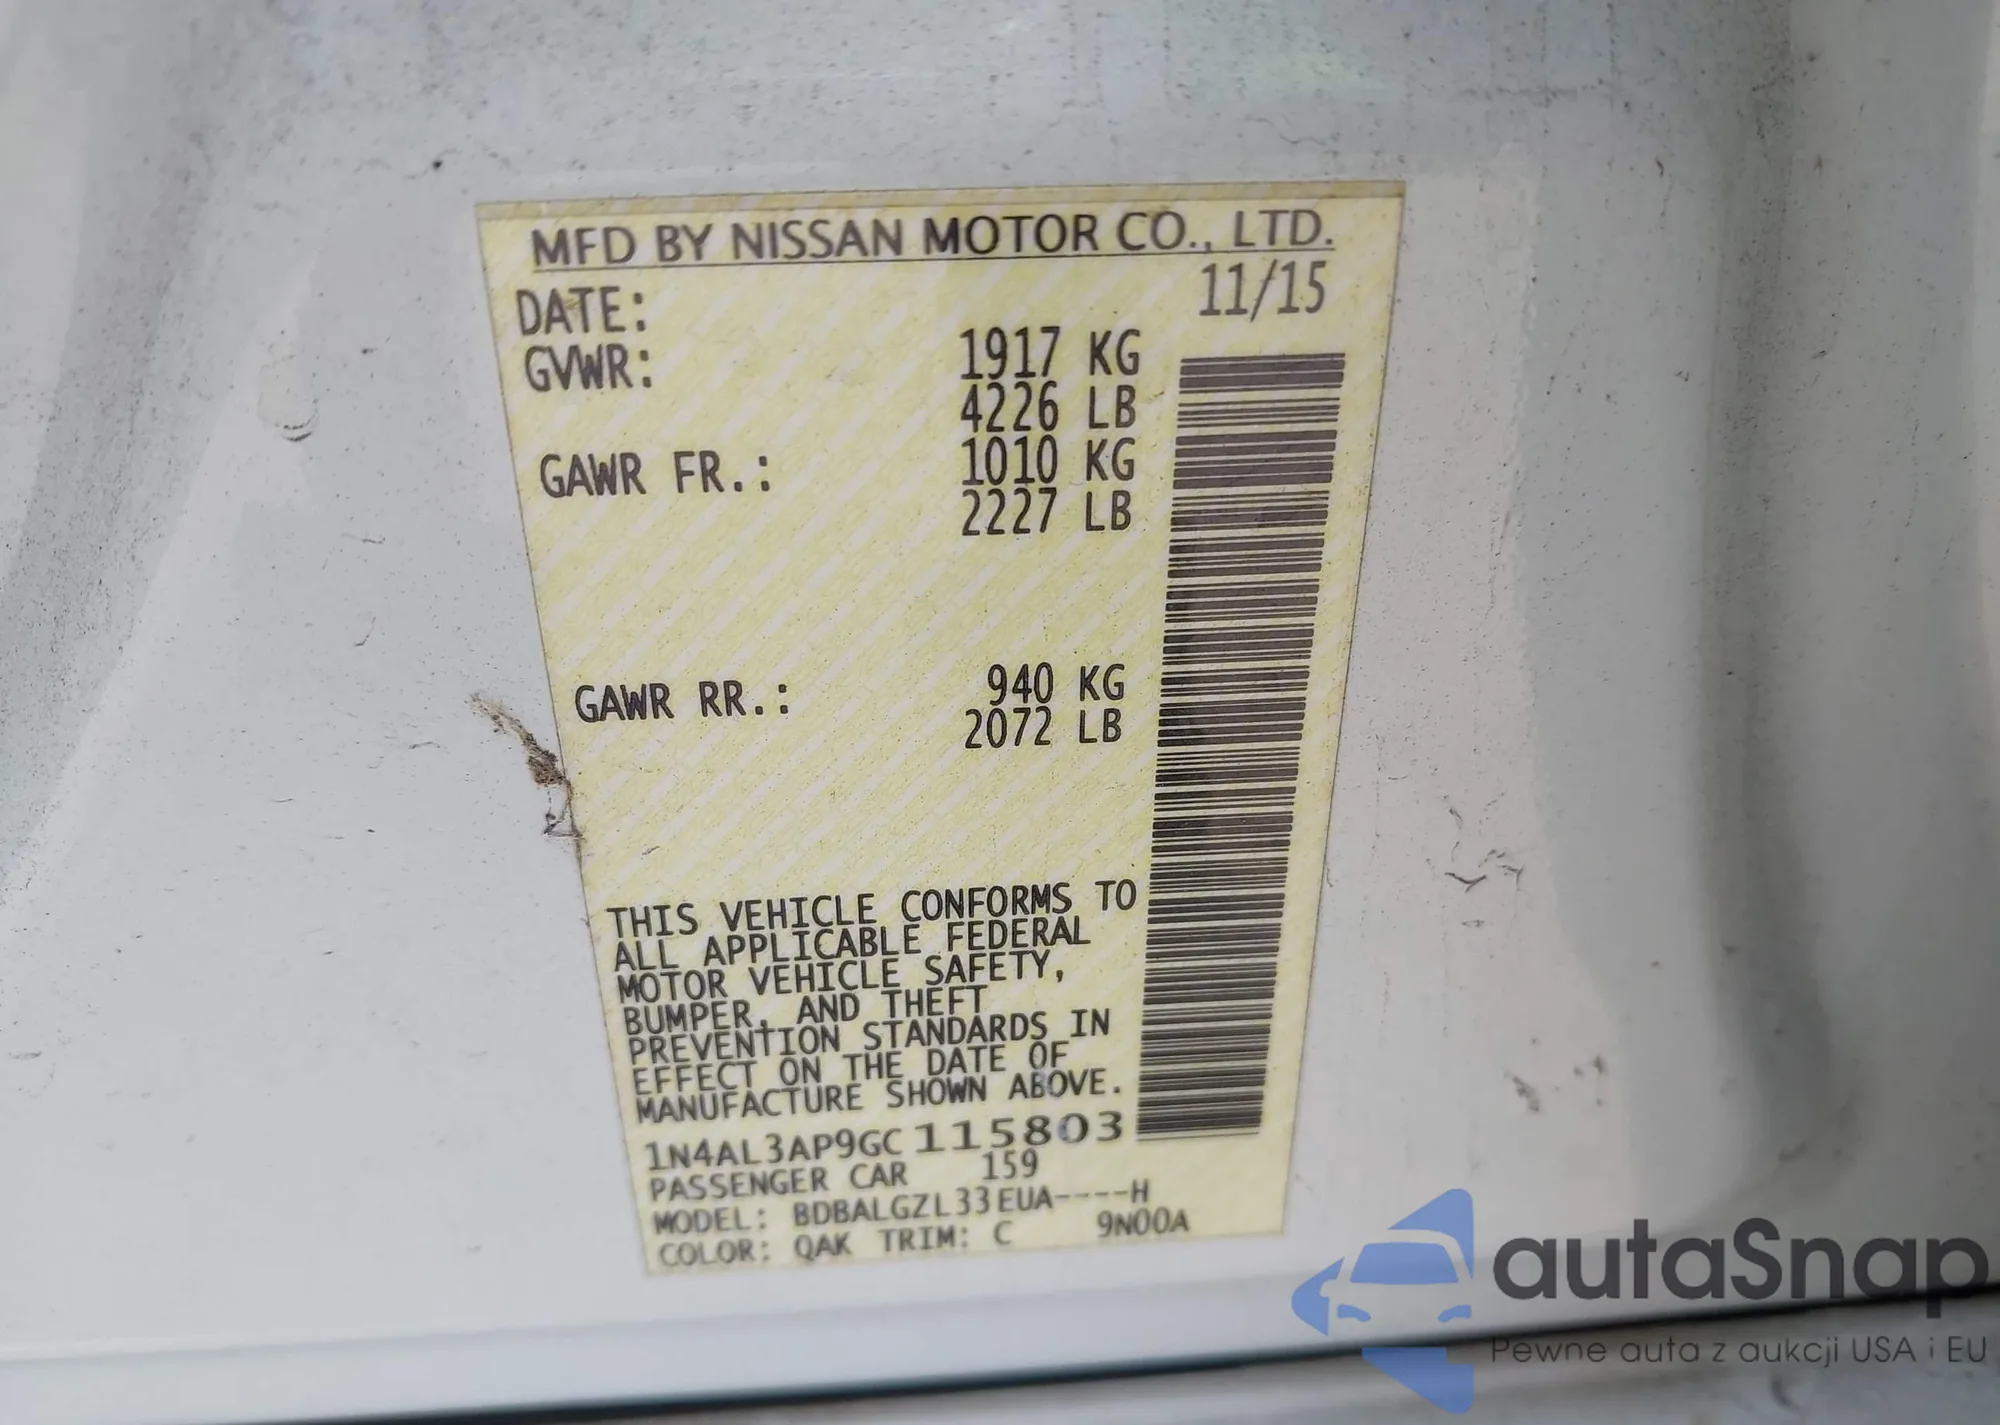 MFD BY NISSAN MOTOR CO., LTD.
DATE: 11/15
GVWR: 1917 KG
4226 LB
GAWR FR.: 1010 KG
2227 LB
GAWR RR.: 940 KG
2072 LB
THIS VEHICLE CONFORMS TO
ALL APPLICABLE FEDERAL
MOTOR VEHICLE SAFETY,
BUMPER, AND THEFT
PREVENTION STANDARDS IN
EFFECT ON THE DATE OF
MANUFACTURE SHOWN ABOVE.
1N4AL3AP9GC115803
PASSENGER CAR 159
MODEL: BDBALGZL33EUA----H
COLOR: QAK TRIM: C 9N00A
autaSnap
Pewne auta z aukcji USA i EU